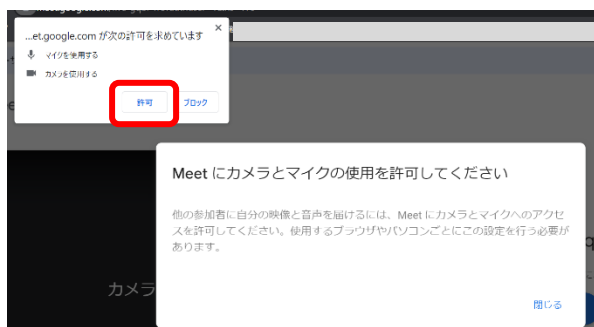 ...et.google.com が次の許可を求めています
×
マイクを使用する
カメラを使用する
許可
ブロック
Meet にカメラとマイクの使用を許可してください
他の参加者に自分の映像と音声を届けるには、Meet にカメラとマイクへのアクセ
スを許可してください。使用するブラウザやパソコンごとにこの設定を行う必要が
あります。
カメラ
閉じる